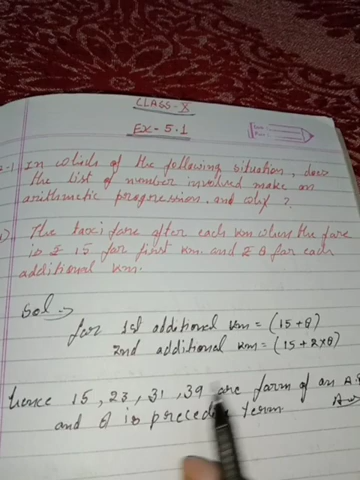 CLASS-X
EX-5.1
In which of the following situation, does
the list of number involved make an
arithmetic progression, and why?
The taxi fare after each km when the fare
is ₹ 15 for first km. and ₹ 8 for each
additional km.
Sol →
for 1st additional km = (15+8)
2nd additional km = (15+2×8)
hence 15, 23, 31, 39 are form of an A.P
and 8 is precede term. Ans